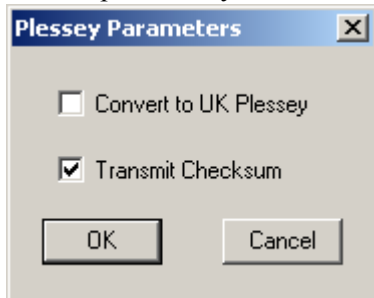 Plessey Parameters
Convert to UK Plessey
Transmit Checksum
OK Cancel